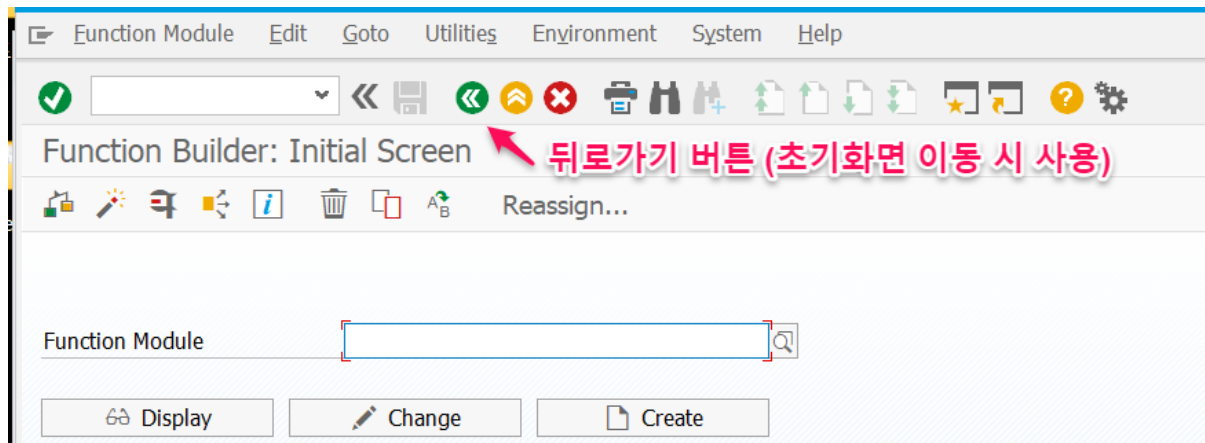 Function Module Edit Goto Utilities Environment System Help
Function Builder: Initial Screen
뒤로가기 버튼 (초기화면 이동 시 사용)
Reassign...
Function Module
Display Change Create